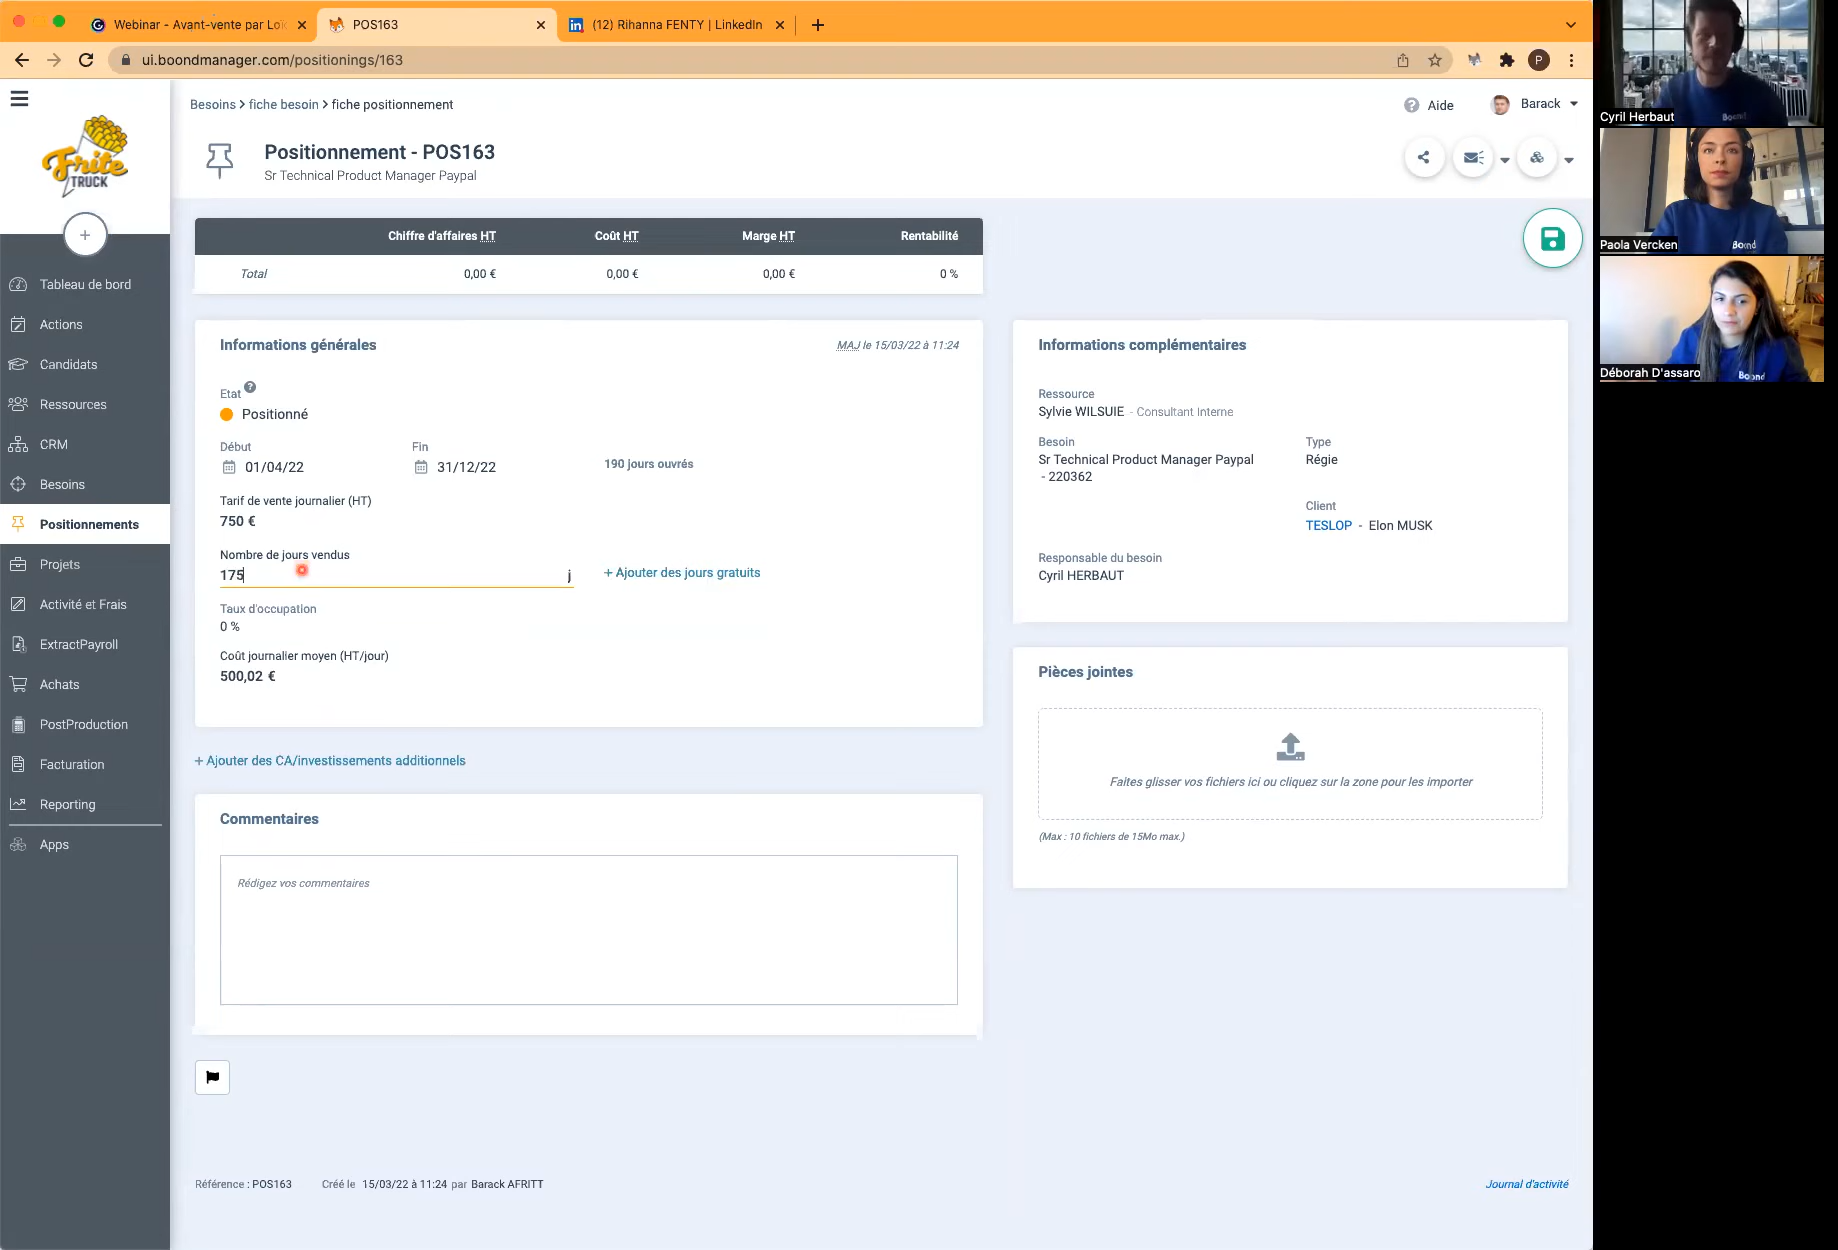 Webinar - Avant-vente par Loï
POS163
(12) Rihanna FENTY | LinkedIn
ui.boondmanager.com/positionings/163
P
Besoins > fiche besoin > fiche positionnement
Aide
Barack
Frite
TRUCK
Positionnement - POS163
Sr Technical Product Manager Paypal
Chiffre d'affaires HT
Coût HT
Marge HT
Rentabilité
Total
0,00 €
0,00 €
0,00 €
0 %
Tableau de bord
Actions
Candidats
Ressources
CRM
Besoins
Positionnements
Projets
Activité et Frais
ExtractPayroll
Achats
PostProduction
Facturation
Reporting
Apps
Informations générales
MAJ le 15/03/22 à 11:24
Etat
Positionné
Début
01/04/22
Fin
31/12/22
190 jours ouvrés
Tarif de vente journalier (HT)
750 €
Nombre de jours vendus
175
j
+ Ajouter des jours gratuits
Taux d'occupation
0 %
Coût journalier moyen (HT/jour)
500,02 €
+ Ajouter des CA/investissements additionnels
Commentaires
Rédigez vos commentaires
Informations complémentaires
Ressource
Sylvie WILSUIE - Consultant Interne
Besoin
Sr Technical Product Manager Paypal
- 220362
Type
Régie
Client
TESLOP - Elon MUSK
Responsable du besoin
Cyril HERBAUT
Pièces jointes
Faites glisser vos fichiers ici ou cliquez sur la zone pour les importer
(Max : 10 fichiers de 15Mo max.)
Référence : POS163
Créé le 15/03/22 à 11:24 par Barack AFRITT
Journal d'activité
Boond
Cyril Herbaut
Boond
Paola Vercken
Boond
Déborah D'assaro